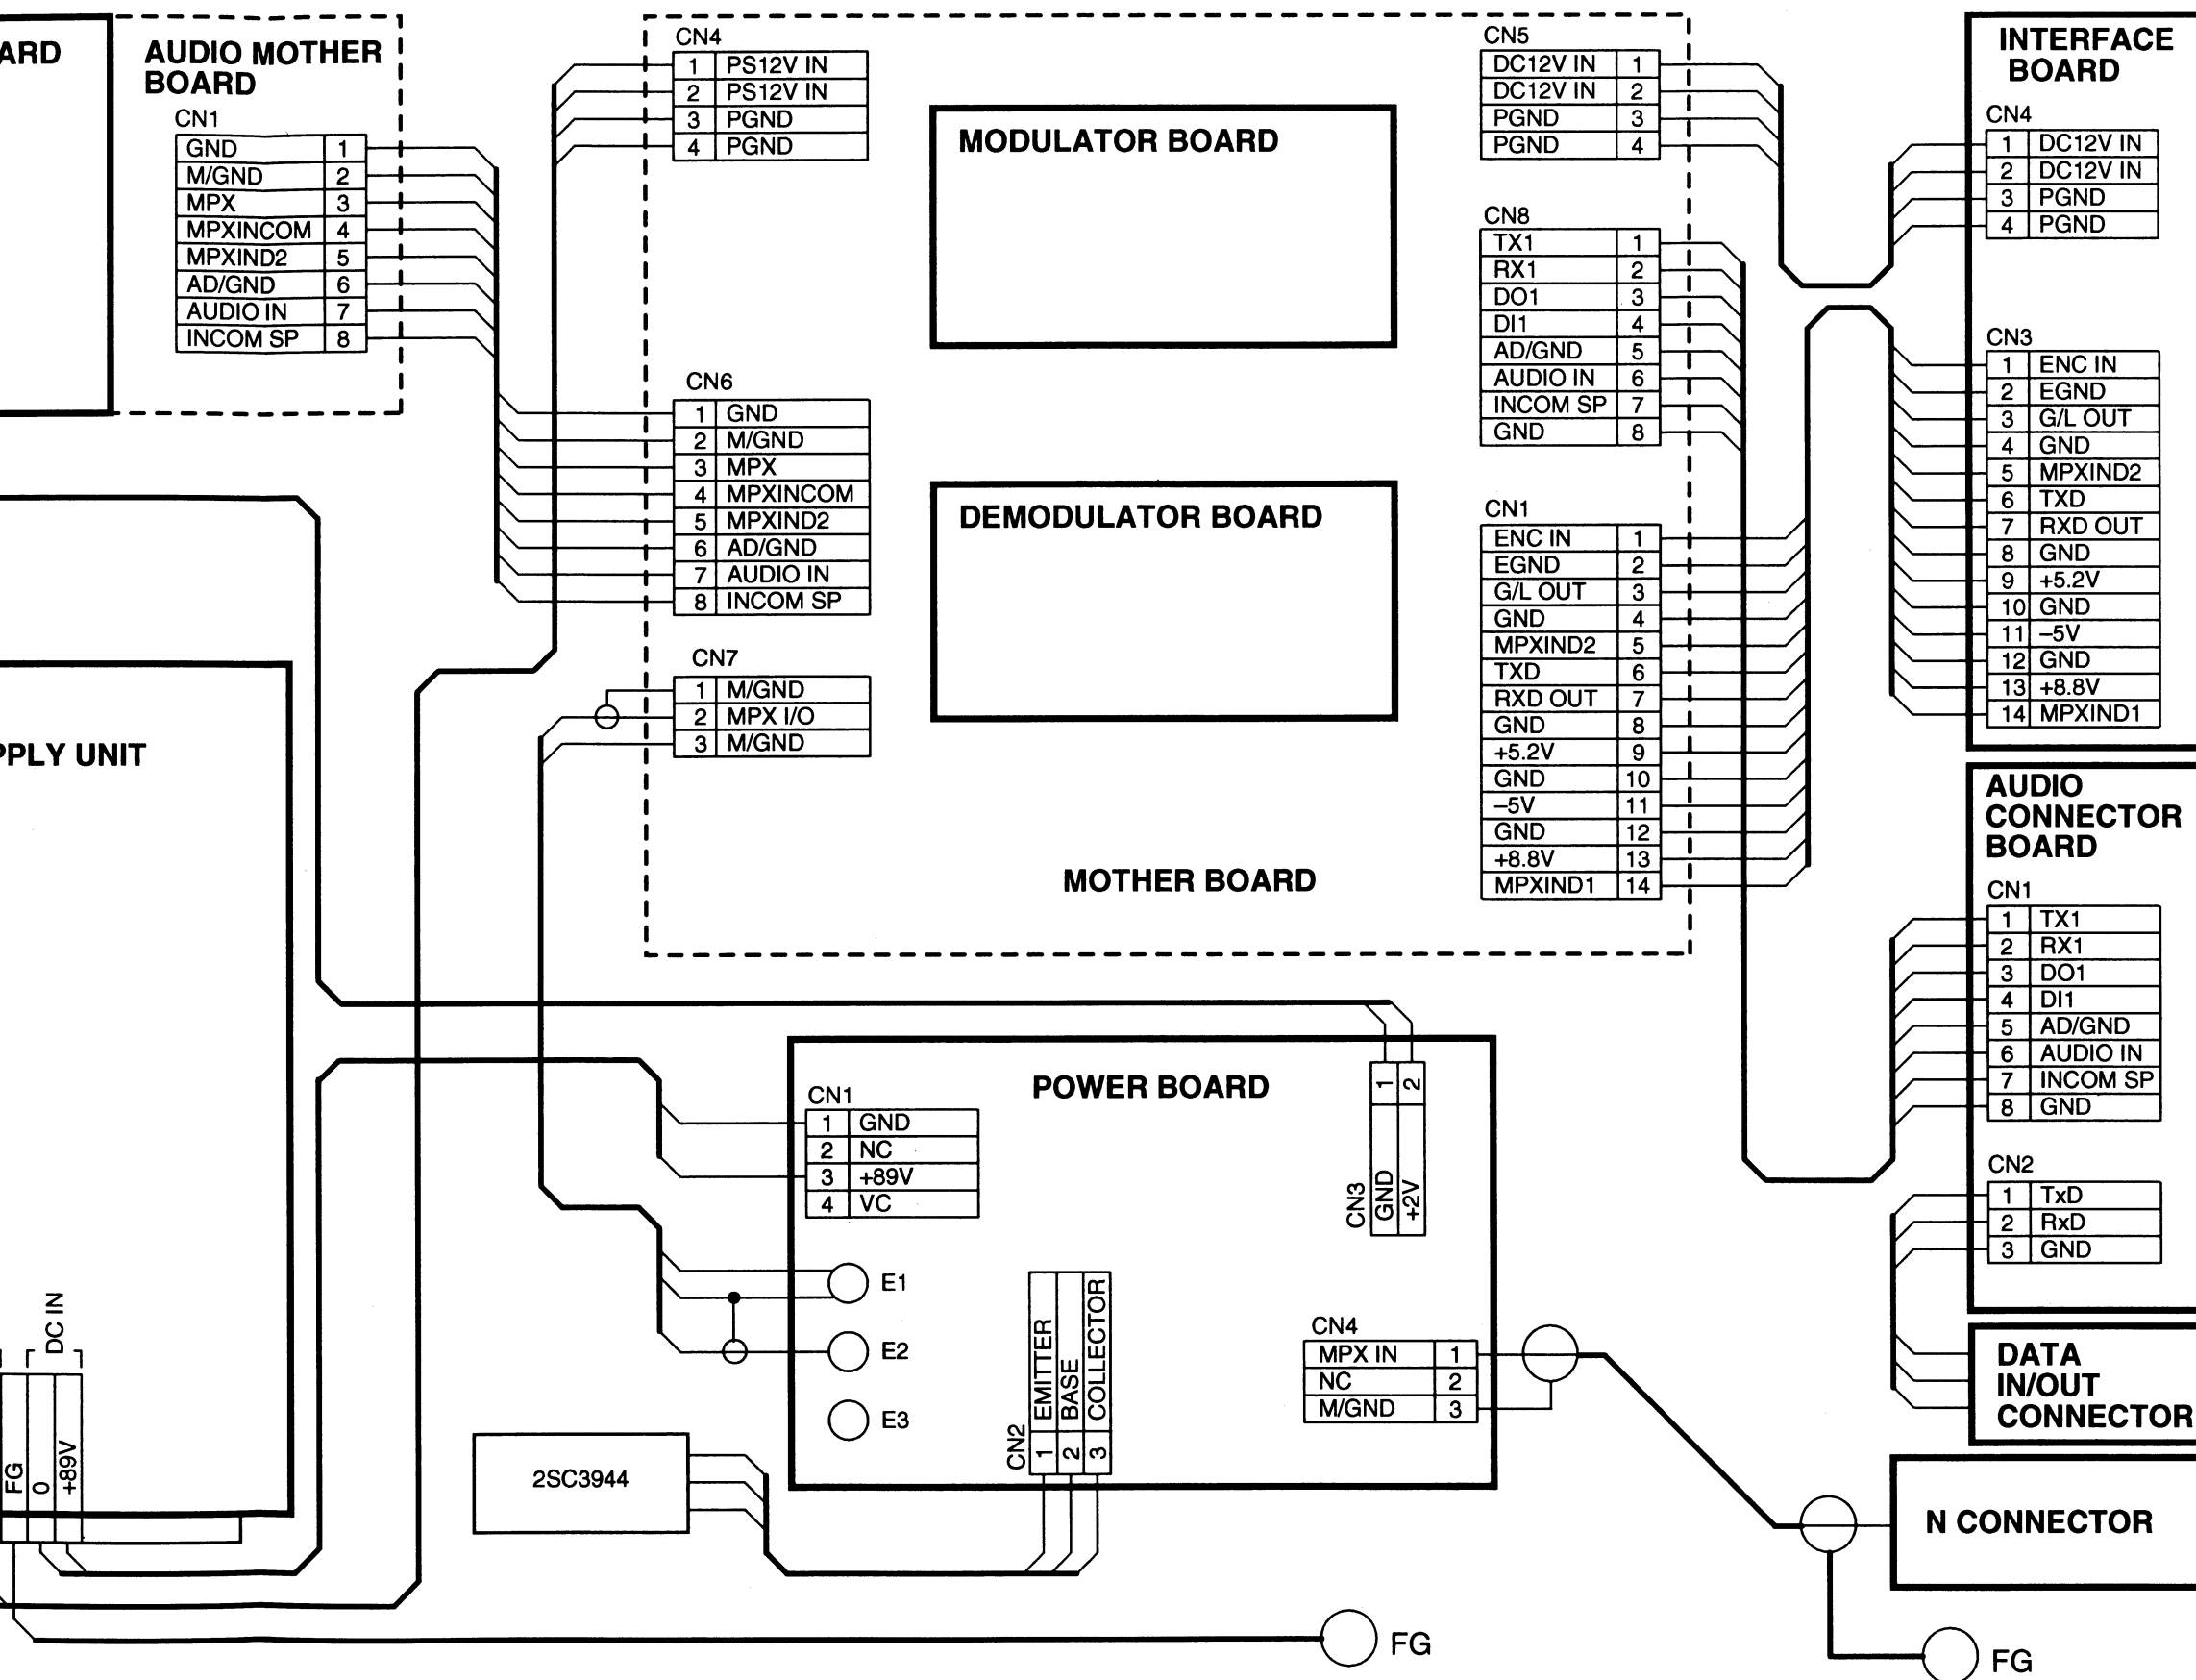 ARD
AUDIO MOTHER
BOARD
CN1
GND 1
M/GND 2
MPX 3
MPXINCOM 4
MPXIND2 5
AD/GND 6
AUDIO IN 7
INCOM SP 8
CN4
1 PS12V IN
2 PS12V IN
3 PGND
4 PGND
CN6
1 GND
2 M/GND
3 MPX
4 MPXINCOM
5 MPXIND2
6 AD/GND
7 AUDIO IN
8 INCOM SP
CN7
1 M/GND
2 MPX I/O
3 M/GND
MODULATOR BOARD
DEMODULATOR BOARD
MOTHER BOARD
CN5
DC12V IN 1
DC12V IN 2
PGND 3
PGND 4
CN8
TX1 1
RX1 2
DO1 3
DI1 4
AD/GND 5
AUDIO IN 6
INCOM SP 7
GND 8
CN1
ENC IN 1
EGND 2
G/L OUT 3
GND 4
MPXIND2 5
TXD 6
RXD OUT 7
GND 8
+5.2V 9
GND 10
–5V 11
GND 12
+8.8V 13
MPXIND1 14
INTERFACE
BOARD
CN4
1 DC12V IN
2 DC12V IN
3 PGND
4 PGND
CN3
1 ENC IN
2 EGND
3 G/L OUT
4 GND
5 MPXIND2
6 TXD
7 RXD OUT
8 GND
9 +5.2V
10 GND
11 –5V
12 GND
13 +8.8V
14 MPXIND1
AUDIO
CONNECTOR
BOARD
CN1
1 TX1
2 RX1
3 DO1
4 DI1
5 AD/GND
6 AUDIO IN
7 INCOM SP
8 GND
CN2
1 TxD
2 RxD
3 GND
DATA
IN/OUT
CONNECTOR
N CONNECTOR
FG
PPLY UNIT
DC IN
FG
0
+89V
POWER BOARD
CN1
1 GND
2 NC
3 +89V
4 VC
E1
E2
E3
CN3
1 GND
2 +2V
CN2
1 EMITTER
2 BASE
3 COLLECTOR
CN4
MPX IN 1
NC 2
M/GND 3
2SC3944
FG